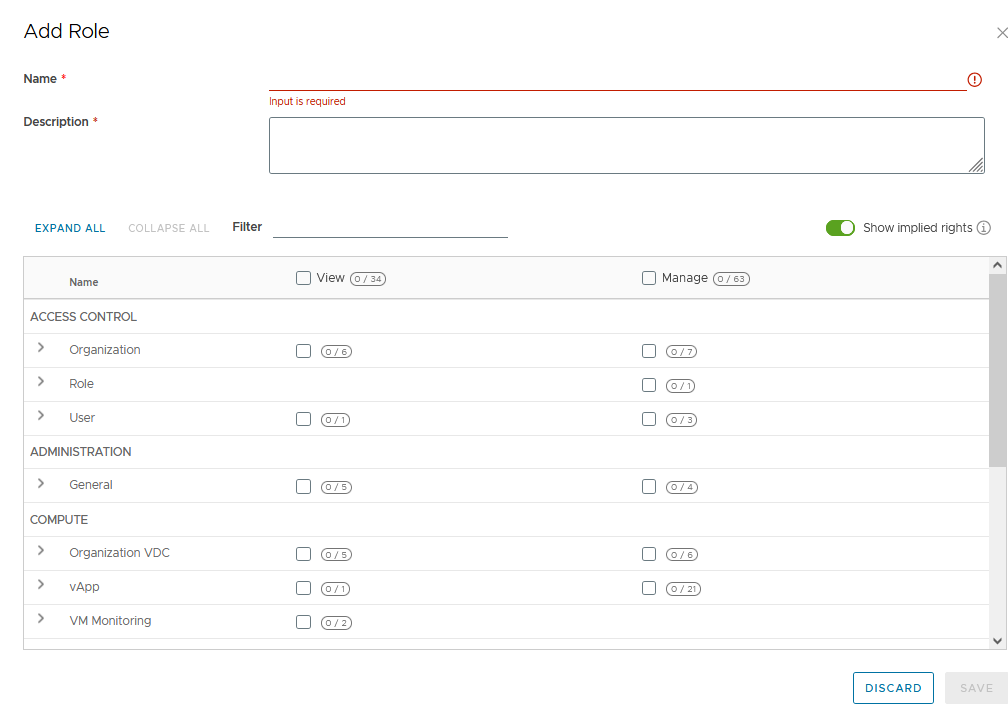 Add Role
Name *
Input is required
Description *
EXPAND ALL COLLAPSE ALL Filter Show implied rights
Name View 0 / 34 Manage 0 / 63
ACCESS CONTROL
Organization 0 / 6 0 / 7
Role 0 / 1
User 0 / 1 0 / 3
ADMINISTRATION
General 0 / 5 0 / 4
COMPUTE
Organization VDC 0 / 5 0 / 6
vApp 0 / 1 0 / 21
VM Monitoring 0 / 2
DISCARD SAVE